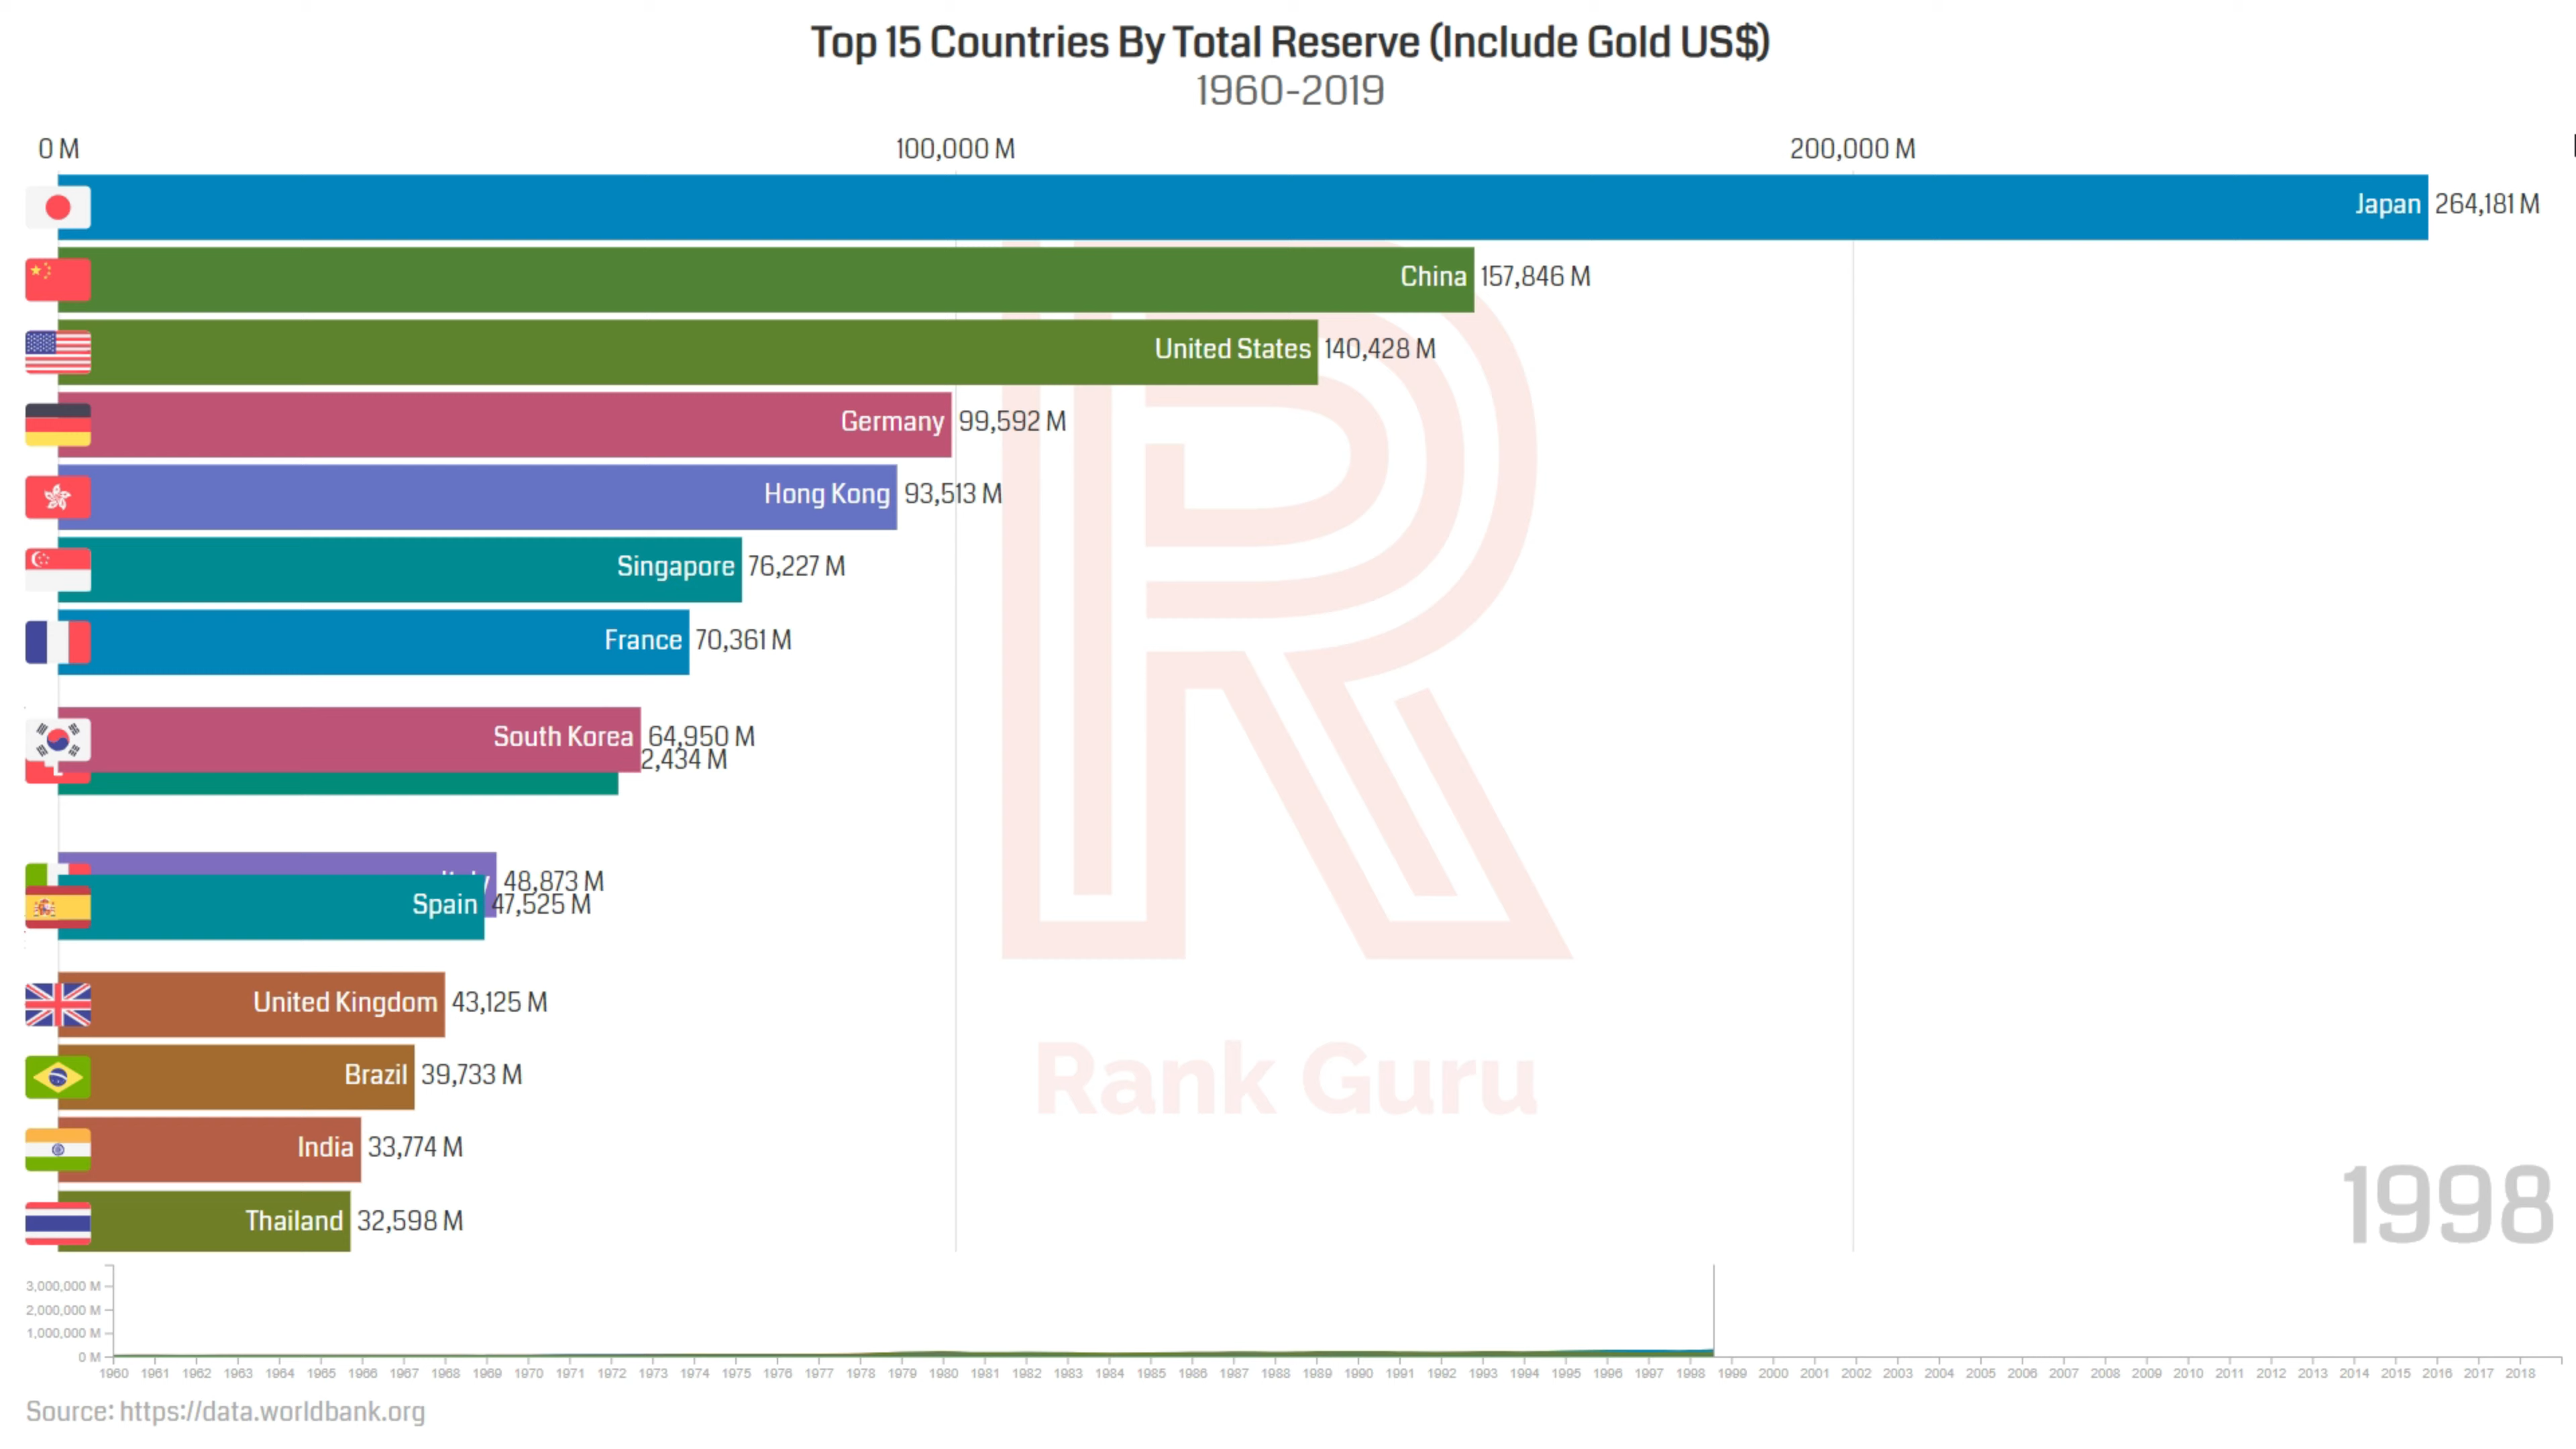 Top 15 Countries By Total Reserve (Include Gold US$)
1960-2019
0 M 100,000 M 200,000 M
Japan 264,181 M
China 157,846 M
United States 140,428 M
Germany 99,592 M
Hong Kong 93,513 M
Singapore 76,227 M
France 70,361 M
South Korea 64,950 M
2,434 M
48,873 M
Spain 47,525 M
United Kingdom 43,125 M
Brazil 39,733 M
India 33,774 M
Thailand 32,598 M
Rank Guru
1998
3,000,000 M
2,000,000 M
1,000,000 M
0 M
1960 1961 1962 1963 1964 1965 1966 1967 1968 1969 1970 1971 1972 1973 1974 1975 1976 1977 1978 1979 1980 1981 1982 1983 1984 1985 1986 1987 1988 1989 1990 1991 1992 1993 1994 1995 1996 1997 1998 1999 2000 2001 2002 2003 2004 2005 2006 2007 2008 2009 2010 2011 2012 2013 2014 2015 2016 2017 2018
Source: https://data.worldbank.org